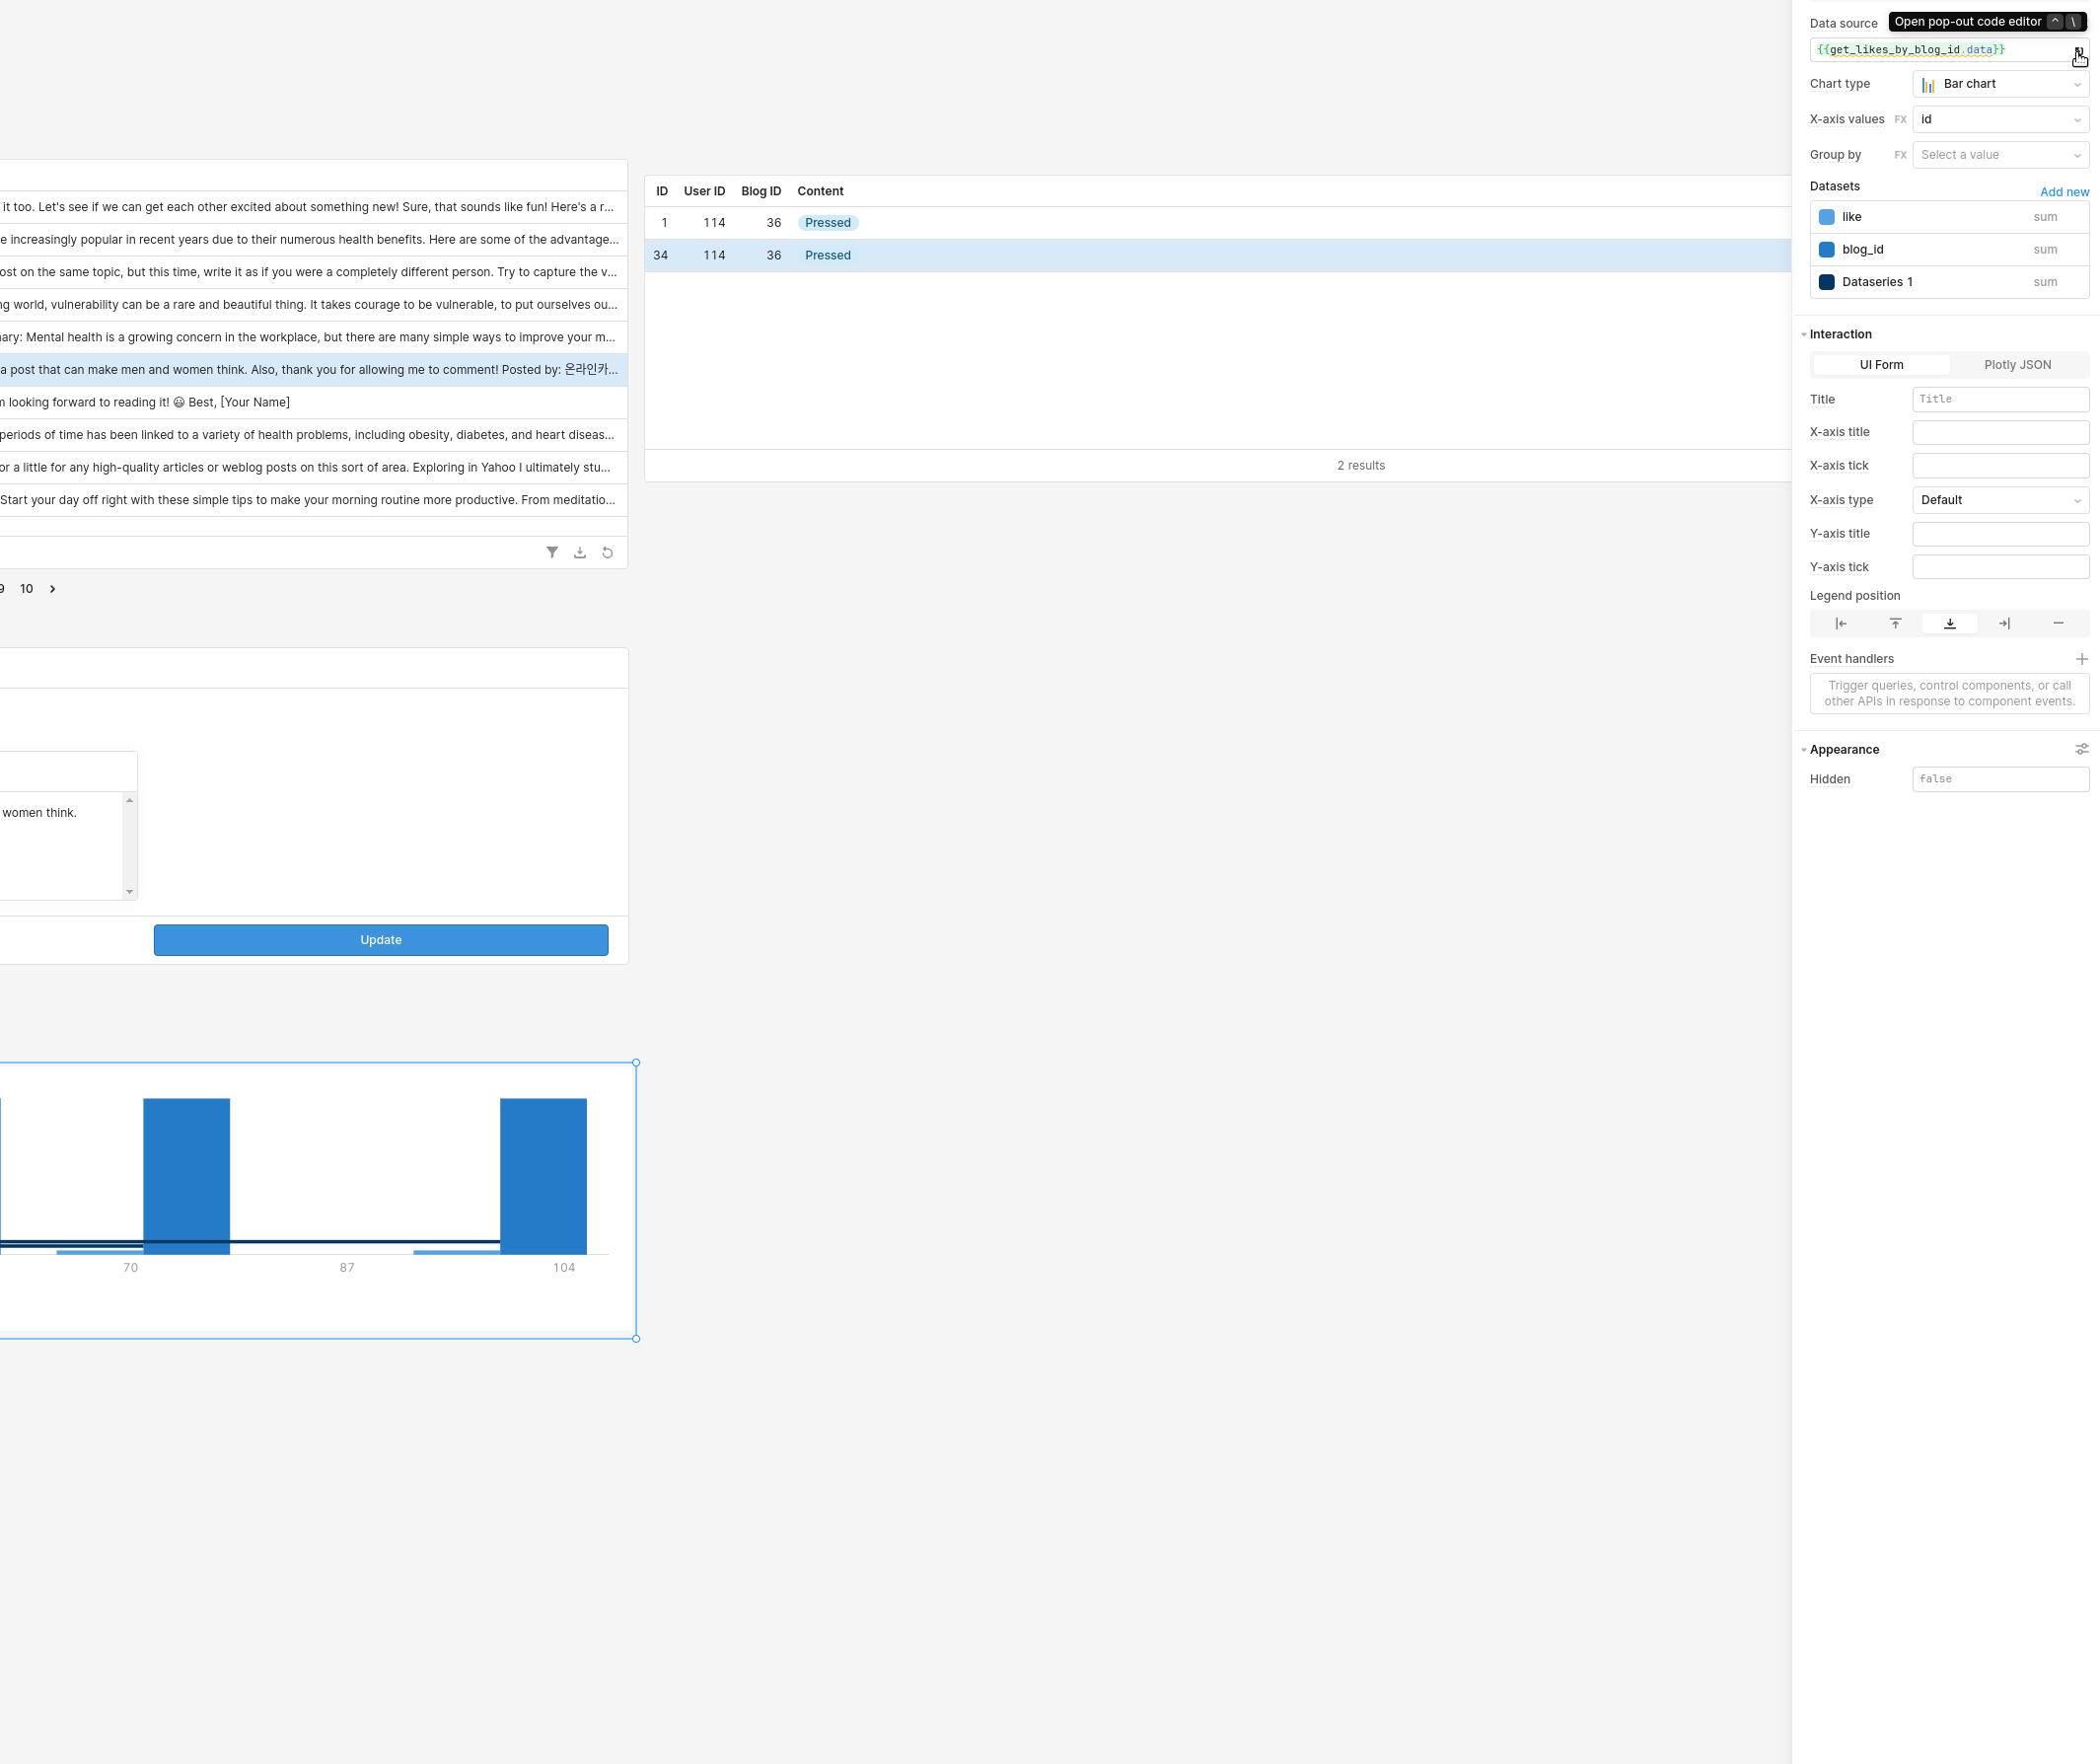 it too. Let's see if we can get each other excited about something new! Sure, that sounds like fun! Here's a r...
e increasingly popular in recent years due to their numerous health benefits. Here are some of the advantage...
ost on the same topic, but this time, write it as if you were a completely different person. Try to capture the v...
ng world, vulnerability can be a rare and beautiful thing. It takes courage to be vulnerable, to put ourselves ou...
nary: Mental health is a growing concern in the workplace, but there are many simple ways to improve your m...
a post that can make men and women think. Also, thank you for allowing me to comment! Posted by: 온라인카...
n looking forward to reading it! 😃 Best, [Your Name]
periods of time has been linked to a variety of health problems, including obesity, diabetes, and heart diseas...
or a little for any high-quality articles or weblog posts on this sort of area. Exploring in Yahoo I ultimately stu...
Start your day off right with these simple tips to make your morning routine more productive. From meditatio...
9 10
women think.
Update
70 87 104
ID User ID Blog ID Content
1 114 36 Pressed
34 114 36 Pressed
2 results
Data source
Open pop-out code editor ^ \
{{get_likes_by_blog_id.data}}
Chart type Bar chart
X-axis values FX id
Group by FX Select a value
Datasets Add new
like sum
blog_id sum
Dataseries 1 sum
Interaction
UI Form Plotly JSON
Title Title
X-axis title
X-axis tick
X-axis type Default
Y-axis title
Y-axis tick
Legend position
Event handlers
Trigger queries, control components, or call
other APIs in response to component events.
Appearance
Hidden false